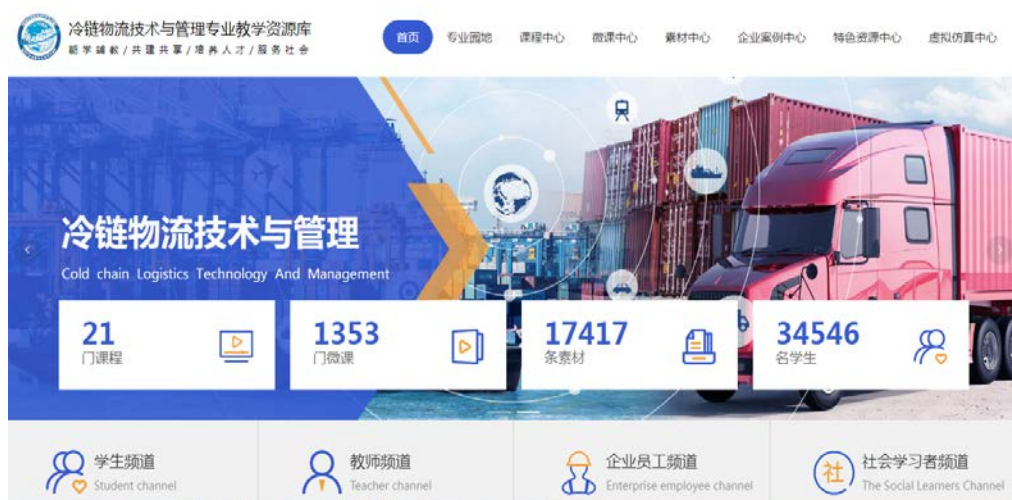 冷链物流技术与管理专业教学资源库
能学辅教/共建共享/培养人才/服务社会
首页 专业园地 课程中心 微课中心 素材中心 企业案例中心 特色资源中心 虚拟仿真中心
冷链物流技术与管理
Cold chain Logistics Technology And Management
21
门课程
1353
门微课
17417
条素材
34546
名学生
学生频道
Student channel
教师频道
Teacher channel
企业员工频道
Enterprise employee channel
社
社会学习者频道
The Social Learners Channel